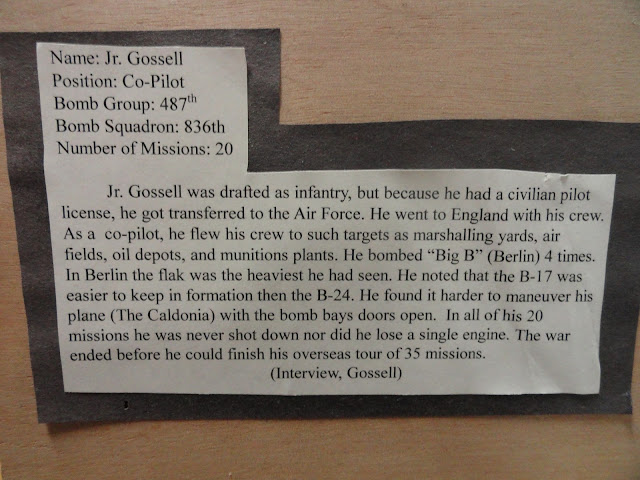 Name: Jr. Gossell
Position: Co-Pilot
Bomb Group: 487th
Bomb Squadron: 836th
Number of Missions: 20
Jr. Gossell was drafted as infantry, but because he had a civilian pilot
license, he got transferred to the Air Force. He went to England with his crew.
As a co-pilot, he flew his crew to such targets as marshalling yards, air
fields, oil depots, and munitions plants. He bombed “Big B” (Berlin) 4 times.
In Berlin the flak was the heaviest he had seen. He noted that the B-17 was
easier to keep in formation then the B-24. He found it harder to maneuver his
plane (The Caldonia) with the bomb bays doors open. In all of his 20
missions he was never shot down nor did he lose a single engine. The war
ended before he could finish his overseas tour of 35 missions.
(Interview, Gossell)